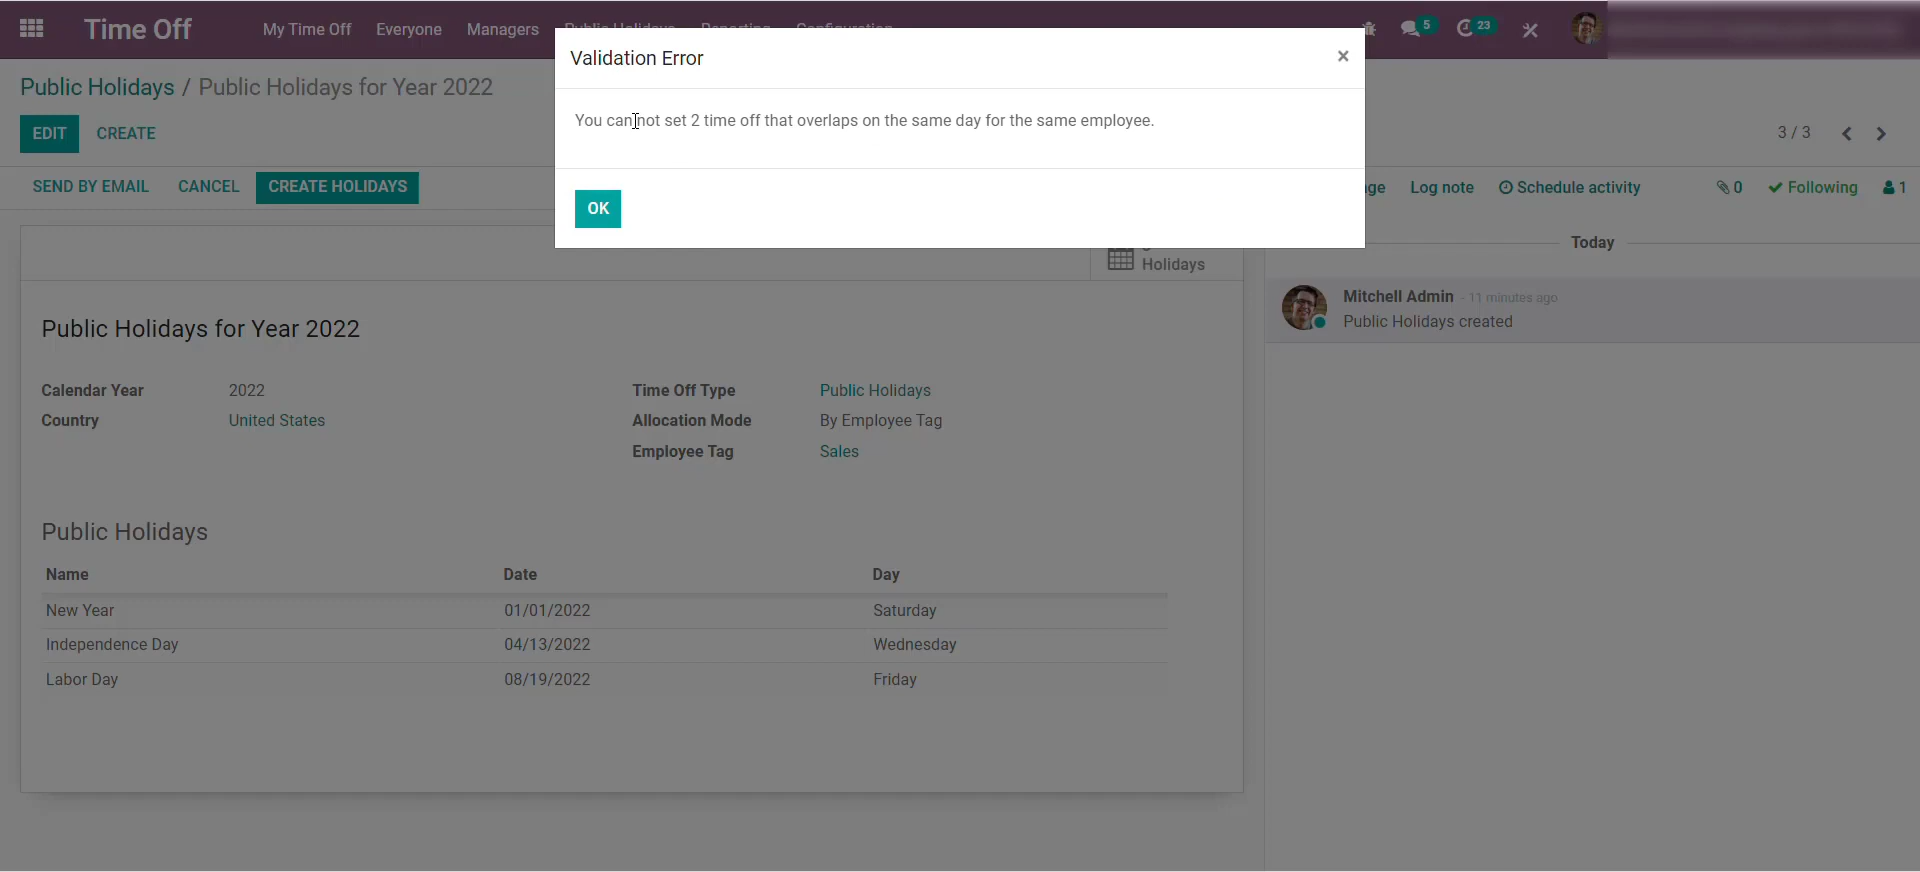 Time Off My Time Off Everyone Managers Public Holidays Reporting Configuration 5 23
Validation Error ×
Public Holidays / Public Holidays for Year 2022
You cannot set 2 time off that overlaps on the same day for the same employee.
EDIT CREATE 3 / 3
SEND BY EMAIL CANCEL CREATE HOLIDAYS Log note Schedule activity 0 Following 1
OK
Today
Holidays
Mitchell Admin - 11 minutes ago
Public Holidays created
Public Holidays for Year 2022
Calendar Year 2022 Time Off Type Public Holidays
Country United States Allocation Mode By Employee Tag
Employee Tag Sales
Public Holidays
Name Date Day
New Year 01/01/2022 Saturday
Independence Day 04/13/2022 Wednesday
Labor Day 08/19/2022 Friday